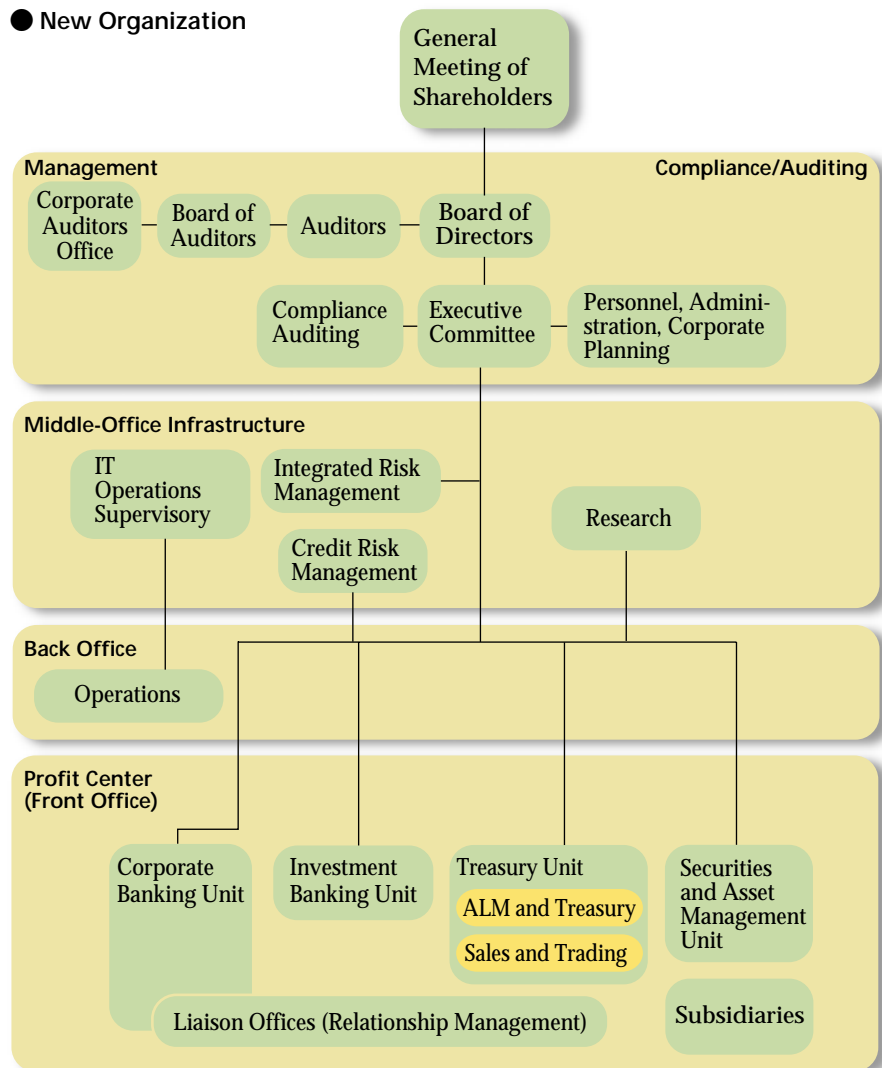 ● New Organization
General
Meeting of
Shareholders
Management
Compliance/Auditing
Corporate
Auditors
Office
Board of
Auditors
Auditors
Board of
Directors
Compliance
Auditing
Executive
Committee
Personnel, Admini-
stration, Corporate
Planning
Middle-Office Infrastructure
IT
Operations
Supervisory
Integrated Risk
Management
Credit Risk
Management
Research
Back Office
Operations
Profit Center
(Front Office)
Corporate
Banking Unit
Investment
Banking Unit
Treasury Unit
ALM and Treasury
Sales and Trading
Securities
and Asset
Management
Unit
Liaison Offices (Relationship Management)
Subsidiaries